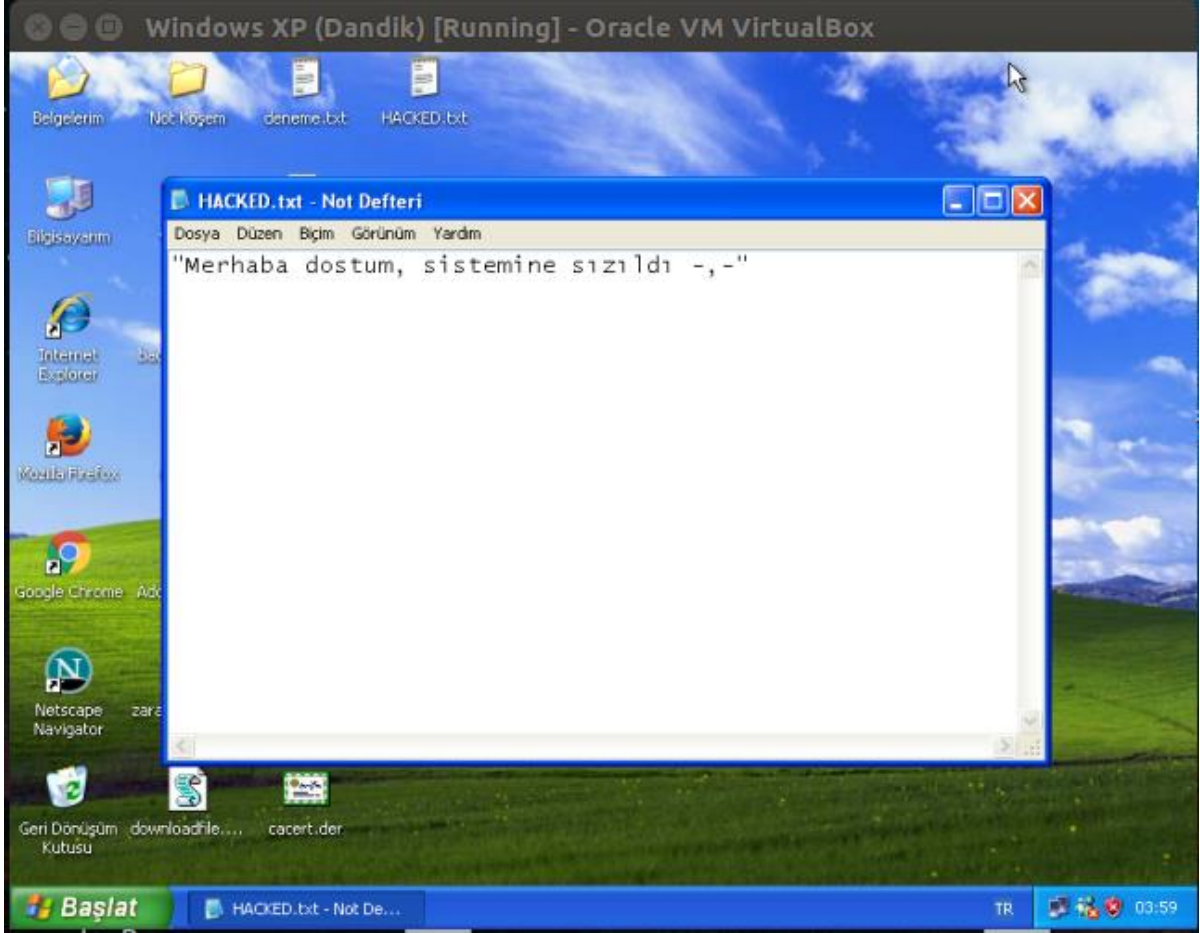 Windows XP (Dandik) [Running] - Oracle VM VirtualBox
Belgelerim Not Köşem deneme.txt HACKED.txt
HACKED.txt - Not Defteri
Dosya Düzen Biçim Görünüm Yardım
"Merhaba dostum, sistemine sızıldı -,-"
Bilgisayarım
Internet
Explorer
Mozilla Firefox
Google Chrome
Netscape
Navigator
Geri Dönüşüm
Kutusu
downloadfile....
cacert.der
Başlat HACKED.txt - Not De... TR 03:59